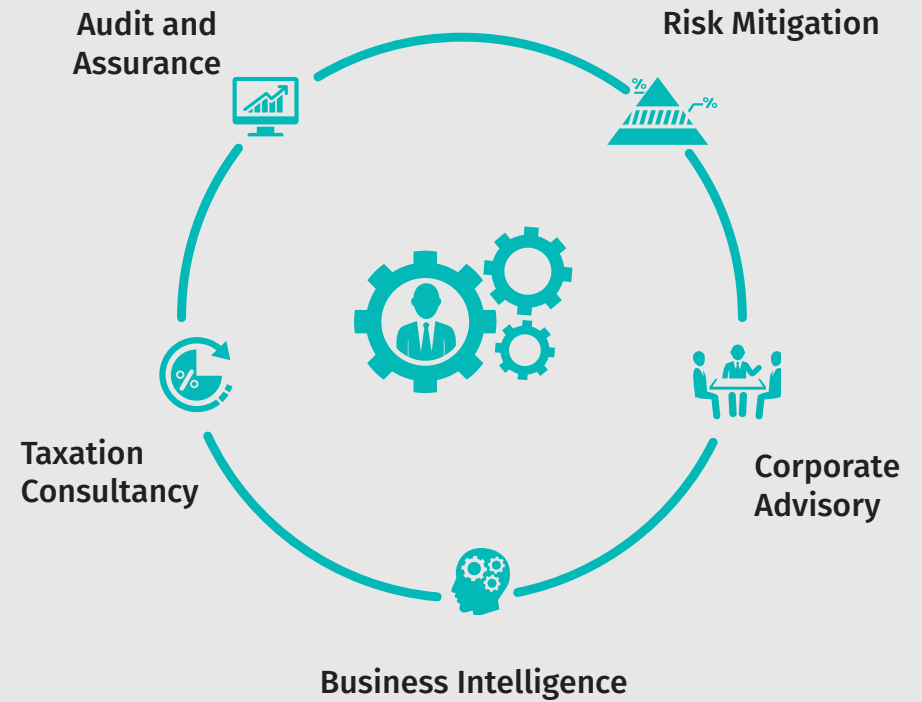 Audit and
Assurance
Risk Mitigation
%
%
%
Taxation
Consultancy
Corporate
Advisory
Business Intelligence